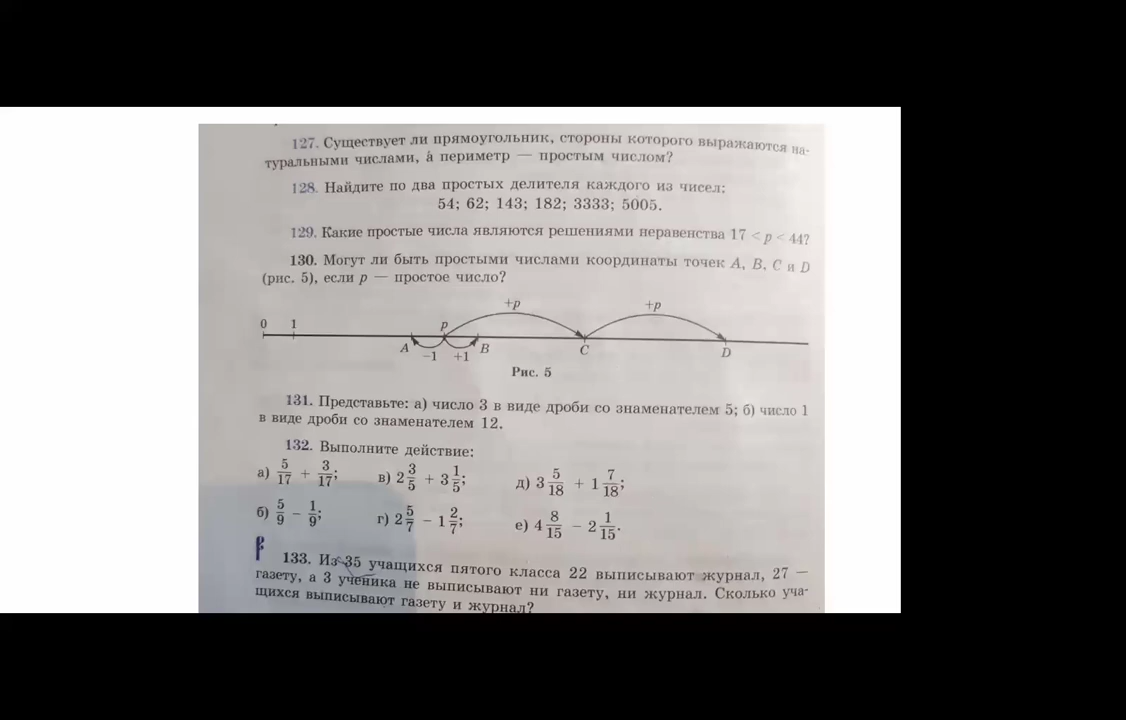 127. Существует ли прямоугольник, стороны которого выражаются на-
туральными числами, а периметр — простым числом?
128. Найдите по два простых делителя каждого из чисел:
54; 62; 143; 182; 3333; 5005.
129. Какие простые числа являются решениями неравенства 17 < p < 44?
130. Могут ли быть простыми числами координаты точек A, B, C и D
(рис. 5), если p — простое число?
+p +p
0 1 p
A −1 +1 B C D
Рис. 5
131. Представьте: а) число 3 в виде дроби со знаменателем 5; б) число 1
в виде дроби со знаменателем 12.
132. Выполните действие:
а) 5/17 + 3/17; в) 2 3/5 + 3 1/5; д) 3 5/18 + 1 7/18;
б) 5/9 − 1/9; г) 2 5/7 − 1 2/7; е) 4 8/15 − 2 1/15.
133. Из 35 учащихся пятого класса 22 выписывают журнал, 27 —
газету, а 3 ученика не выписывают ни газету, ни журнал. Сколько уча-
щихся выписывают газету и журнал?